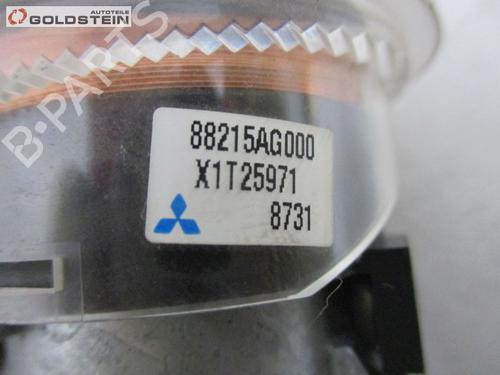 AUTOTEILE
GOLDSTEIN
B-PARTS
88215AG000
X1T25971
8731